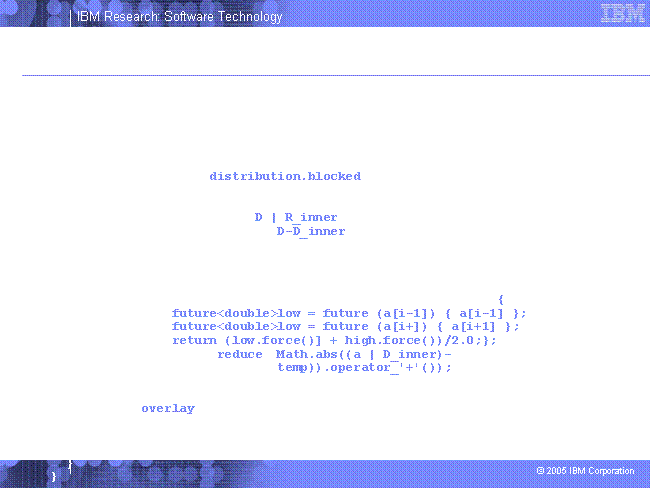 IBM Research: Software Technology
IBM
distribution.blocked
D | R_inner
D-D_inner
{
future<double>low = future (a[i-1]) { a[i-1] };
future<double>low = future (a[i+]) { a[i+1] };
return (low.force()] + high.force())/2.0;};
reduce Math.abs((a | D_inner)-
temp)).operator_'+'());
overlay
}
}
© 2005 IBM Corporation